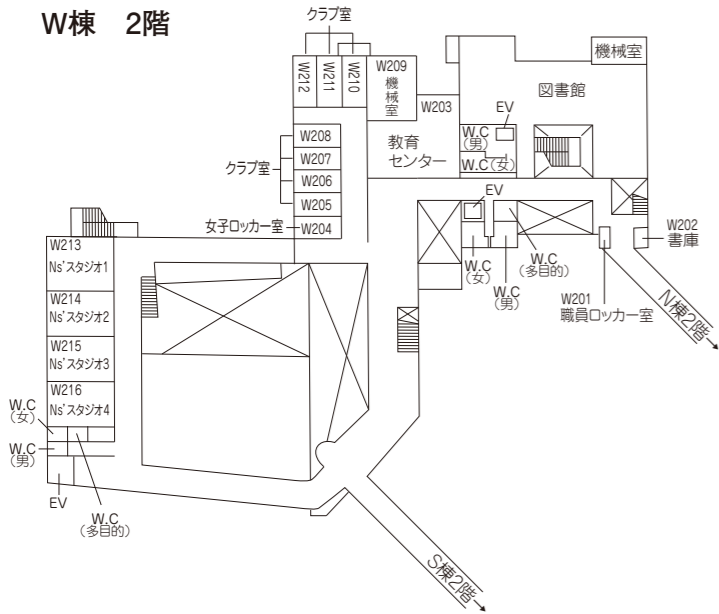 W棟　2階
クラブ室
W212
W211
W210
W209
機械室
W203
教育
センター
図書館
機械室
EV
W.C
(男)
W.C(女)
W208
W207
W206
W205
クラブ室
女子ロッカー室
W204
EV
W.C
(女)
W.C
(男)
W.C
(多目的)
W202
書庫
W201
職員ロッカー室
N棟2階
W213
Ns'スタジオ1
W214
Ns'スタジオ2
W215
Ns'スタジオ3
W216
Ns'スタジオ4
W.C
(女)
W.C
(男)
EV
W.C
(多目的)
S棟2階